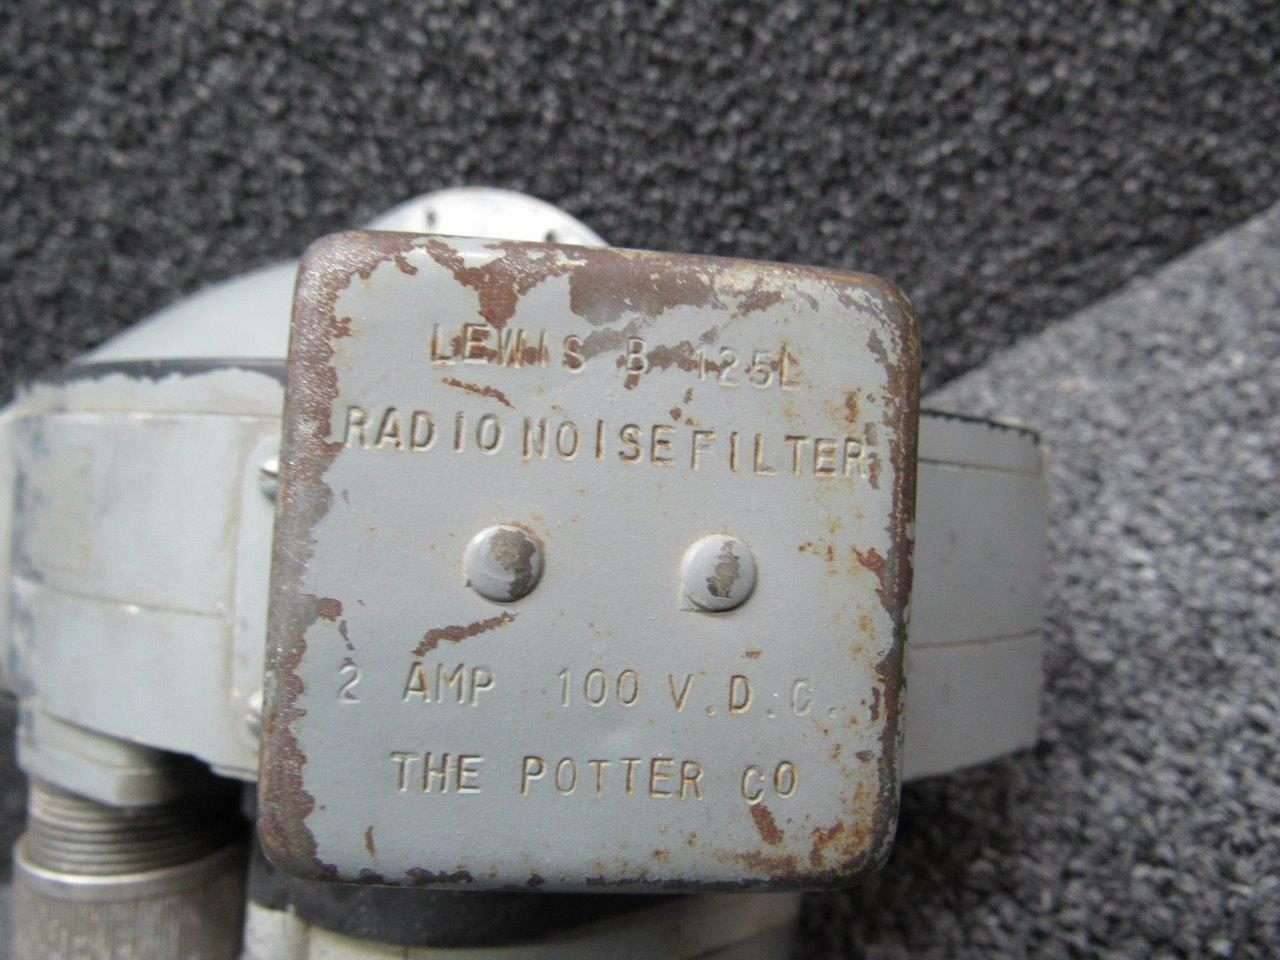 LEWIS B 125L
RADIO NOISE FILTER
2 AMP 100 V.D.C.
THE POTTER CO